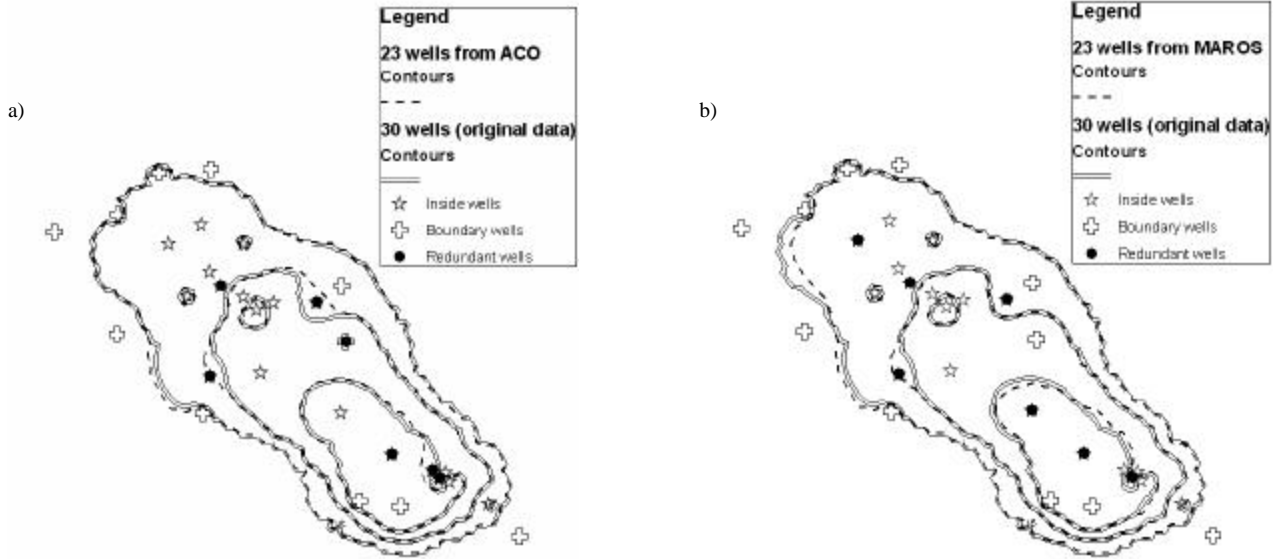 a)
Legend
23 wells from ACO
Contours
30 wells (original data)
Contours
Inside wells
Boundary wells
Redundant wells
b)
Legend
23 wells from MAROS
Contours
30 wells (original data)
Contours
Inside wells
Boundary wells
Redundant wells